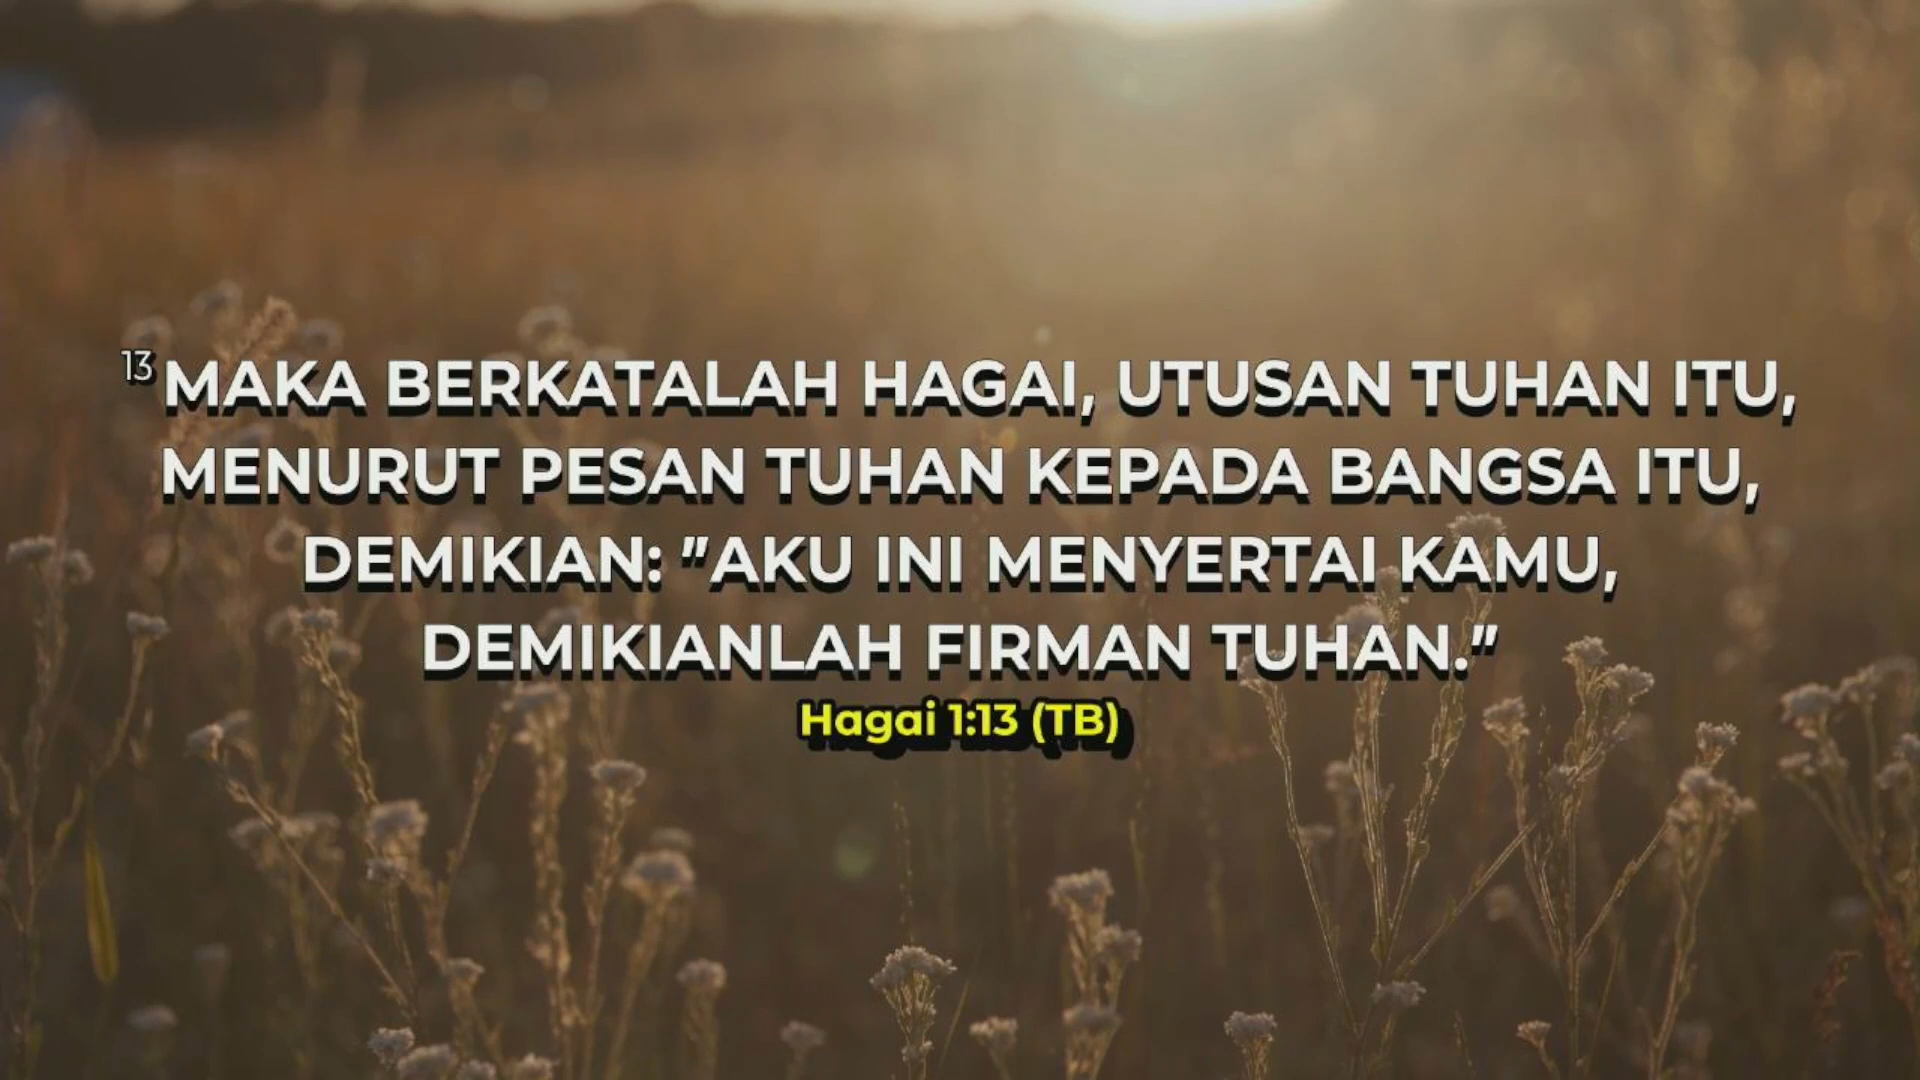 13 MAKA BERKATALAH HAGAI, UTUSAN TUHAN ITU,
MENURUT PESAN TUHAN KEPADA BANGSA ITU,
DEMIKIAN: "AKU INI MENYERTAI KAMU,
DEMIKIANLAH FIRMAN TUHAN."
Hagai 1:13 (TB)